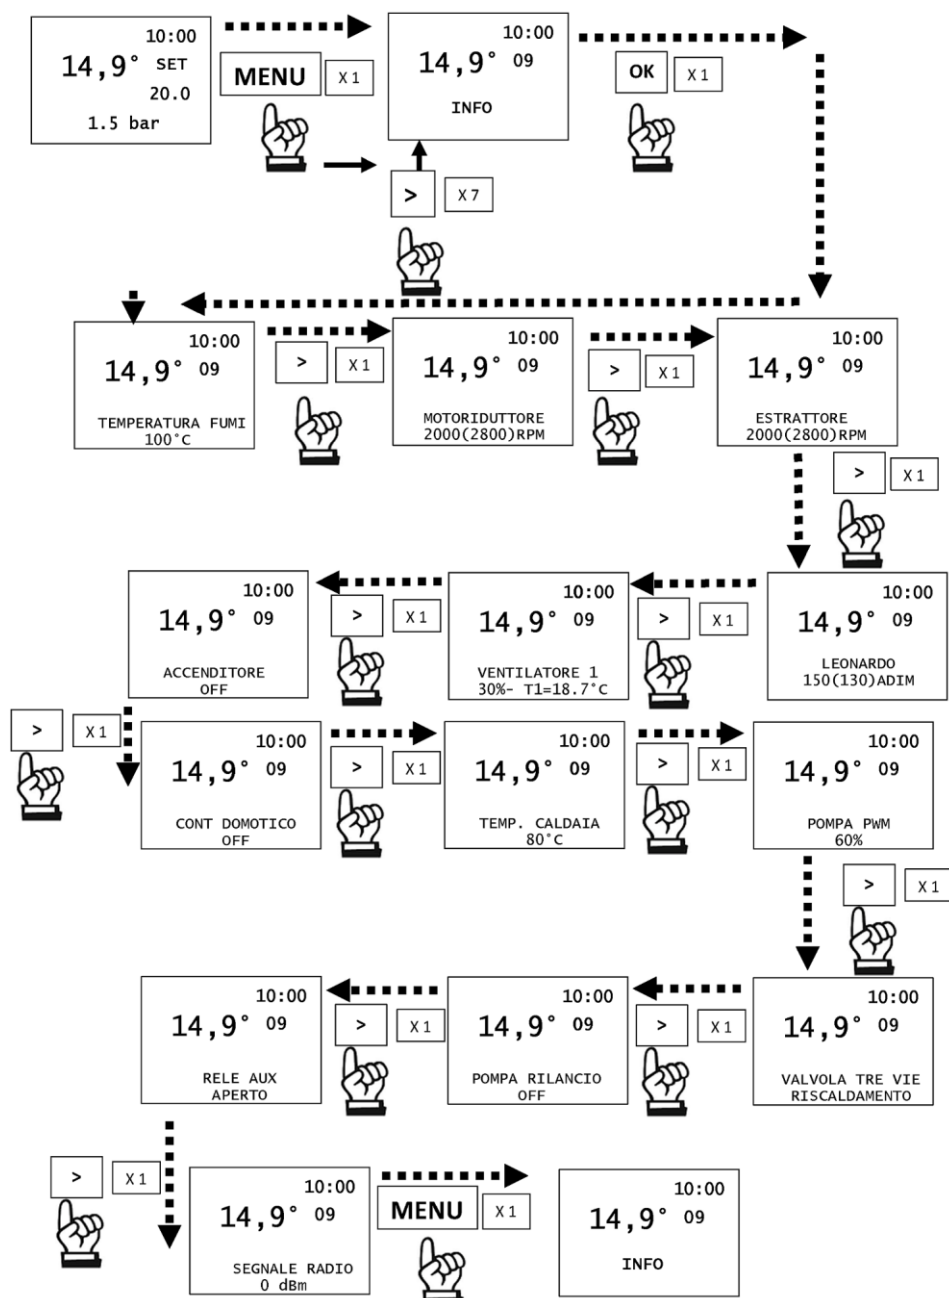 10:00
14,9° SET
20.0
1.5 bar
MENU X 1
10:00
14,9° 09
INFO
OK X 1
> X 7
10:00
14,9° 09
TEMPERATURA FUMI
100°C
> X 1
10:00
14,9° 09
MOTORIDUTTORE
2000(2800)RPM
> X 1
10:00
14,9° 09
ESTRATTORE
2000(2800)RPM
> X 1
10:00
14,9° 09
LEONARDO
150(130)ADIM
> X 1
10:00
14,9° 09
VENTILATORE 1
30%- T1=18.7°C
> X 1
10:00
14,9° 09
ACCENDITORE
OFF
> X 1
10:00
14,9° 09
CONT DOMOTICO
OFF
> X 1
10:00
14,9° 09
TEMP. CALDAIA
80°C
> X 1
10:00
14,9° 09
POMPA PWM
60%
> X 1
10:00
14,9° 09
VALVOLA TRE VIE
RISCALDAMENTO
> X 1
10:00
14,9° 09
POMPA RILANCIO
OFF
> X 1
10:00
14,9° 09
RELE AUX
APERTO
> X 1
10:00
14,9° 09
SEGNALE RADIO
0 dBm
MENU X 1
10:00
14,9° 09
INFO